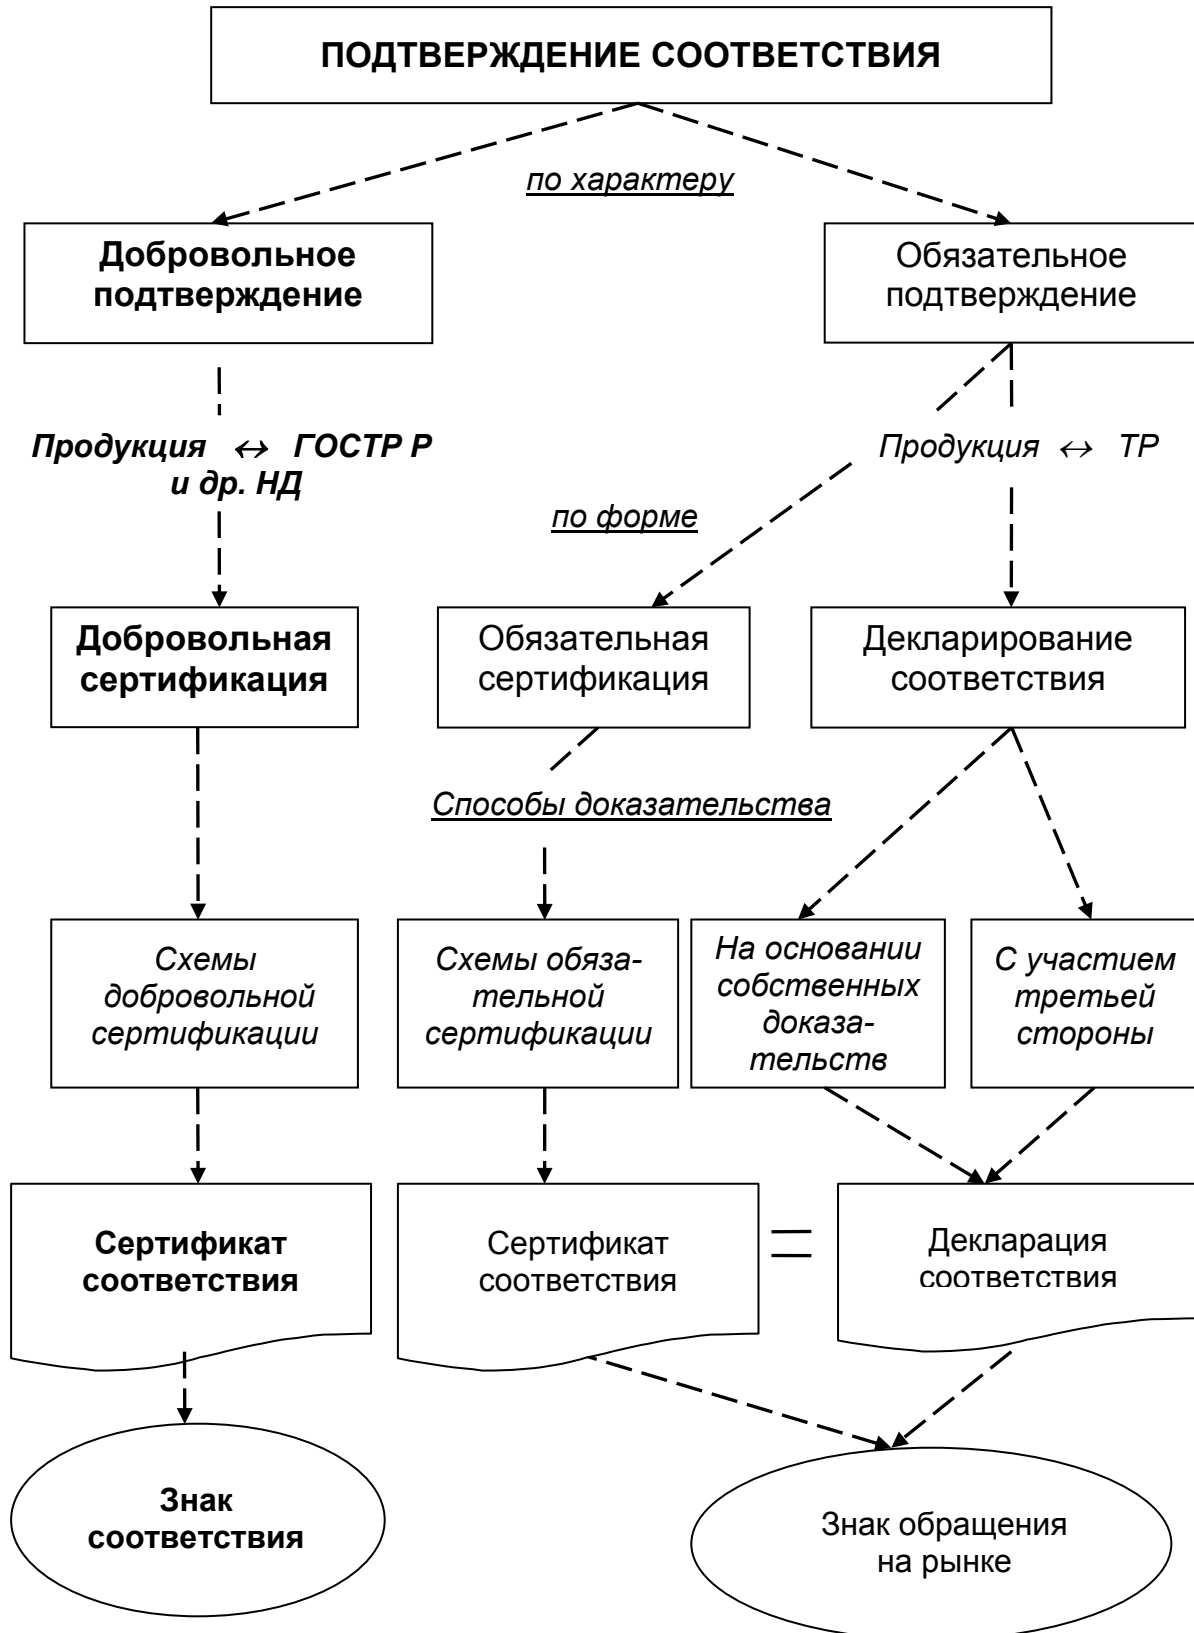 ПОДТВЕРЖДЕНИЕ СООТВЕТСТВИЯ
по характеру
Добровольное
подтверждение
Обязательное
подтверждение
Продукция ↔ ГОСТР Р
и др. НД
Продукция ↔ ТР
по форме
Добровольная
сертификация
Обязательная
сертификация
Декларирование
соответствия
Способы доказательства
Схемы
добровольной
сертификации
Схемы обяза-
тельной
сертификации
На основании
собственных
доказа-
тельств
С участием
третьей
стороны
Сертификат
соответствия
Сертификат
соответствия
=
Декларация
соответствия
Знак
соответствия
Знак обращения
на рынке